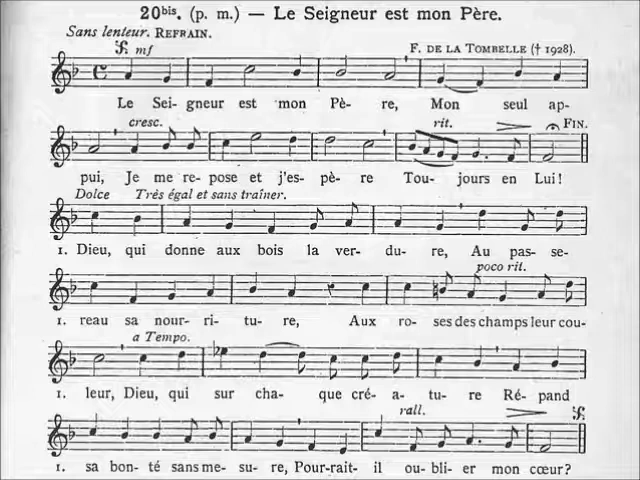 20bis. (p. m.) — Le Seigneur est mon Père.
Sans lenteur. REFRAIN.
mf F. DE LA TOMBELLE († 1928).
Le Sei- gneur est mon Pè- re, Mon seul ap-
cresc. rit. FIN.
pui, Je me re- pose et j'es- père Tou- jours en Lui!
Dolce Très égal et sans traîner.
1. Dieu, qui donne aux bois la ver- du- re, Au pas- se-
poco rit.
1. reau sa nour- ri- tu- re, Aux ro- ses des champs leur cou-
a Tempo.
1. leur, Dieu, qui sur cha- que cré- a- tu- re Ré- pand
rall.
1. sa bon- té sans me- su- re, Pour- rait- il ou- bli- er mon cœur?